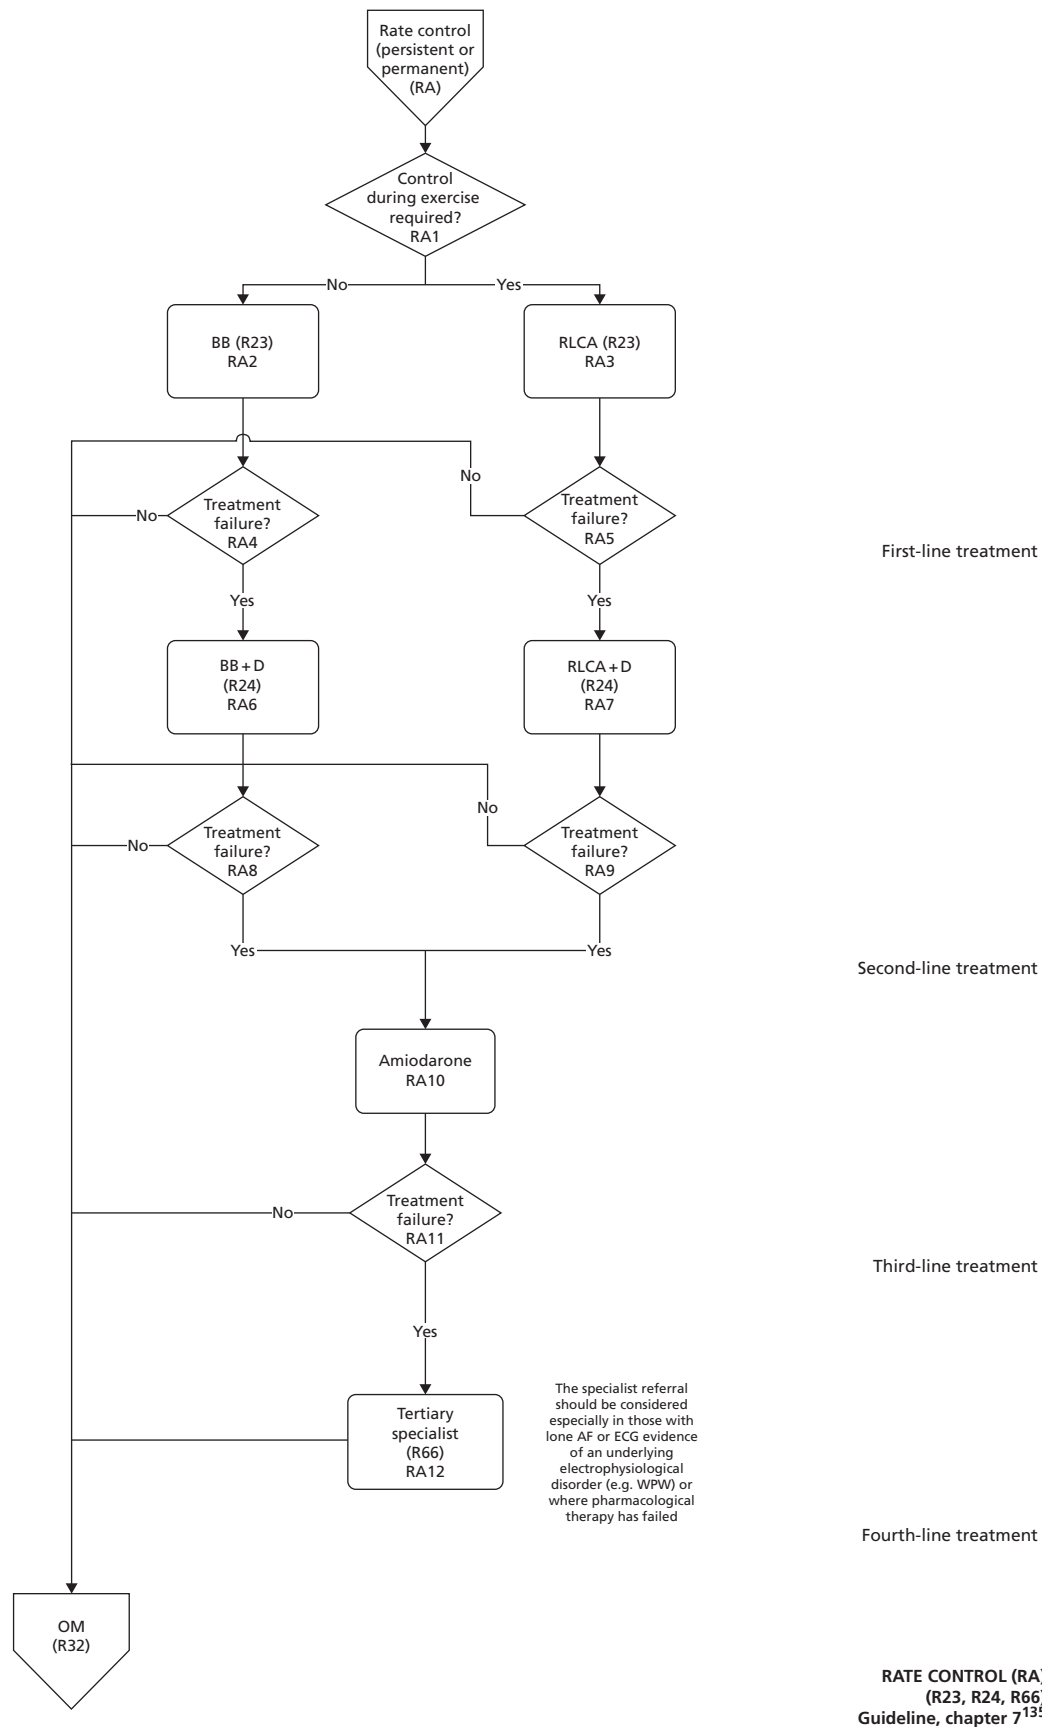 Rate control
(persistent or
permanent)
(RA)
Control
during exercise
required?
RA1
No
Yes
BB (R23)
RA2
RLCA (R23)
RA3
No
No
Treatment
failure?
RA4
Treatment
failure?
RA5
First-line treatment
Yes
Yes
BB + D
(R24)
RA6
RLCA + D
(R24)
RA7
No
No
Treatment
failure?
RA8
Treatment
failure?
RA9
Yes
Yes
Second-line treatment
Amiodarone
RA10
No
Treatment
failure?
RA11
Third-line treatment
Yes
Tertiary
specialist
(R66)
RA12
The specialist referral
should be considered
especially in those with
lone AF or ECG evidence
of an underlying
electrophysiological
disorder (e.g. WPW) or
where pharmacological
therapy has failed
Fourth-line treatment
OM
(R32)
RATE CONTROL (RA)
(R23, R24, R66)
Guideline, chapter 7135